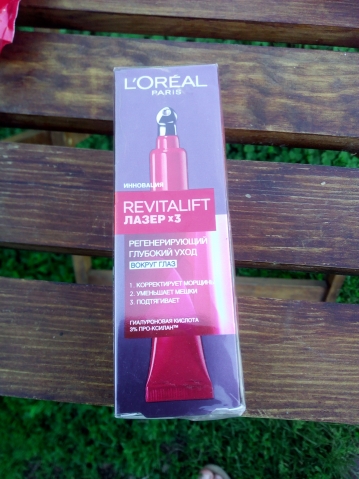 L'ORÉAL
PARIS
ИННОВАЦИЯ
REVITALIFT
ЛАЗЕР x3
РЕГЕНЕРИРУЮЩИЙ
ГЛУБОКИЙ УХОД
ВОКРУГ ГЛАЗ
1. КОРРЕКТИРУЕТ МОРЩИНЫ
2. УМЕНЬШАЕТ МЕШКИ
3. ПОДТЯГИВАЕТ
ГИАЛУРОНОВАЯ КИСЛОТА
3% ПРО-КСИЛАН™